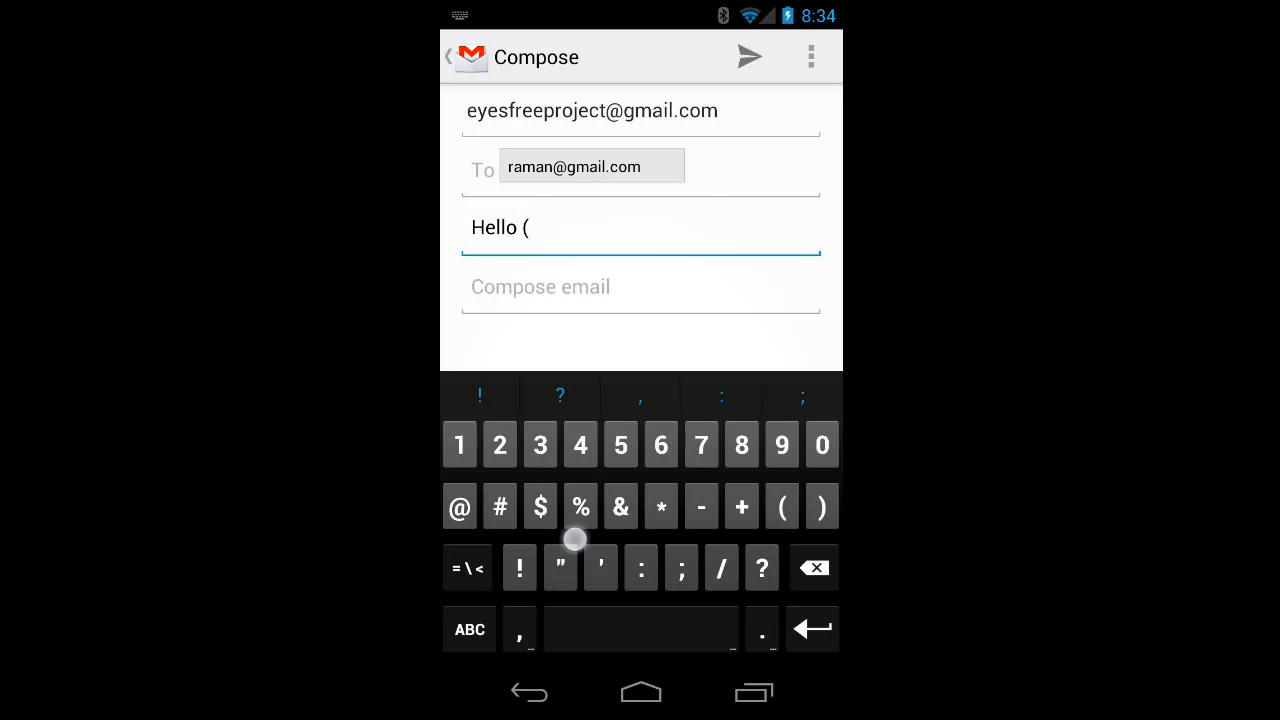 8:34
Compose
eyesfreeproject@gmail.com
To raman@gmail.com
Hello (
Compose email
! ? , : ;
1 2 3 4 5 6 7 8 9 0
@ # $ % & * - + ( )
= \ < ! " ' : ; / ?
ABC , .